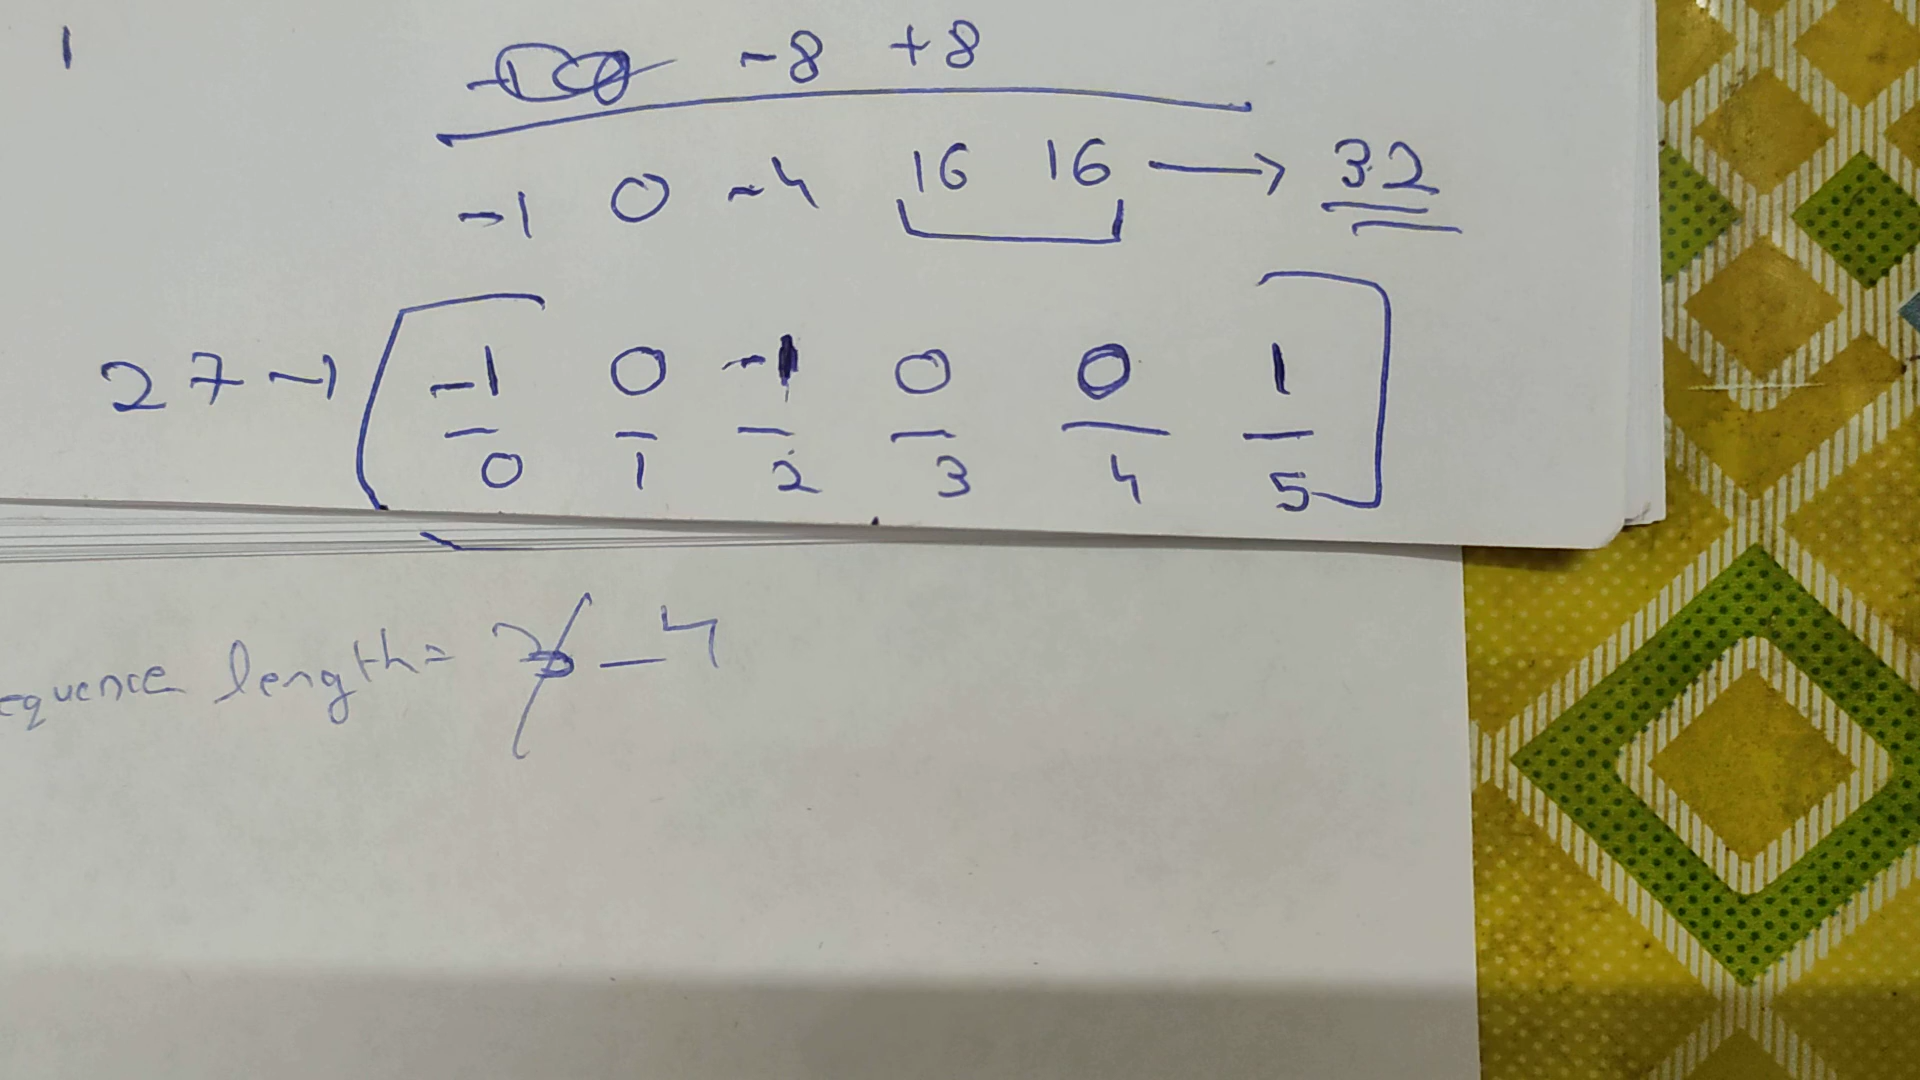 1
-8 +8
-1 0 -4 16 16 → 32
27 → [ -1 0 -1 0 0 1 ]
0 1 2 3 4 5
equence length = 4